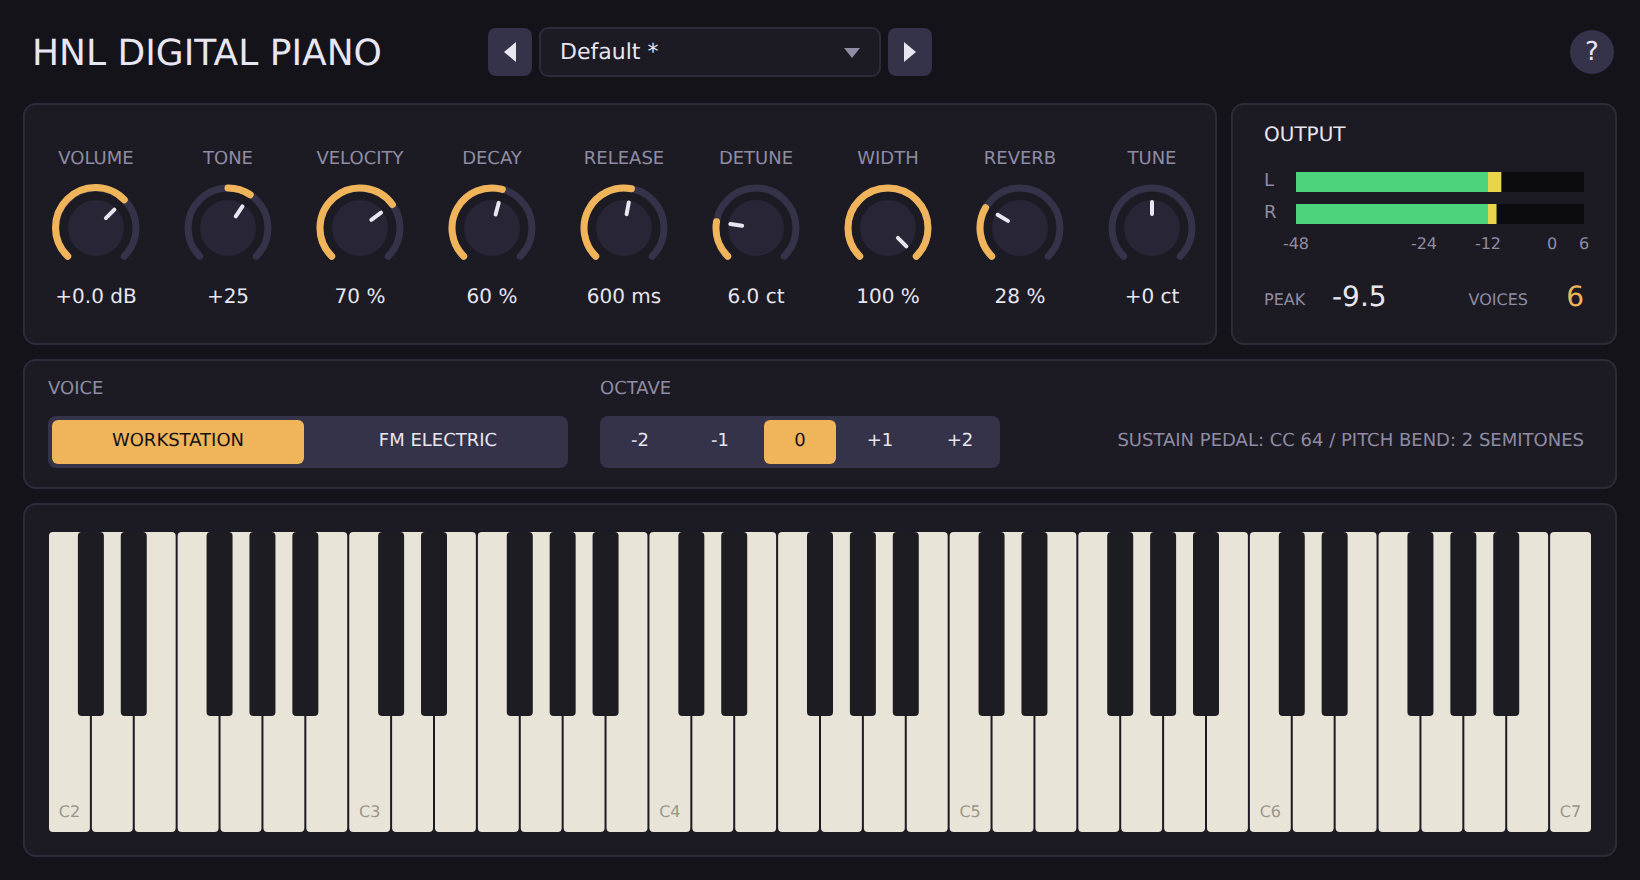 HNL DIGITAL PIANO
Default *
?
VOLUME TONE VELOCITY DECAY RELEASE DETUNE WIDTH REVERB TUNE
+0.0 dB +25 70 % 60 % 600 ms 6.0 ct 100 % 28 % +0 ct
OUTPUT
L
R
-48 -24 -12 0 6
PEAK -9.5 VOICES 6
VOICE OCTAVE
WORKSTATION FM ELECTRIC -2 -1 0 +1 +2 SUSTAIN PEDAL: CC 64 / PITCH BEND: 2 SEMITONES
C2 C3 C4 C5 C6 C7